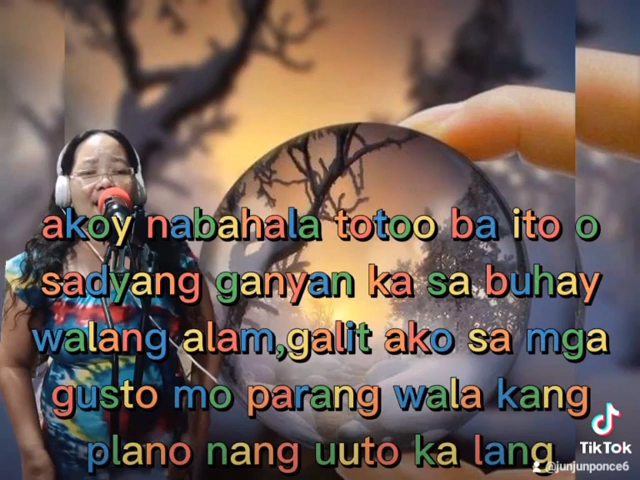 akoy nabahala totoo ba ito o
sadyang ganyan ka sa buhay
walang alam,galit ako sa mga
gusto mo parang wala kang
plano nang uuto ka lang
TikTok
@junjunponce6